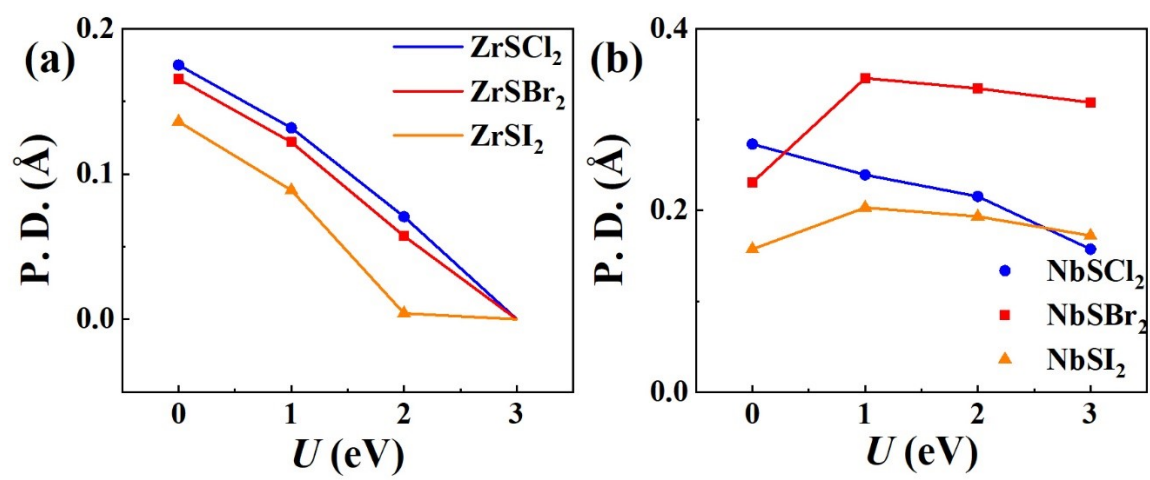 (a)
ZrSCl₂
ZrSBr₂
ZrSI₂
P. D. (Å)
0.2
0.1
0.0
0 1 2 3
U (eV)
(b)
P. D. (Å)
0.4
0.2
0.0
NbSCl₂
NbSBr₂
NbSI₂
0 1 2 3
U (eV)